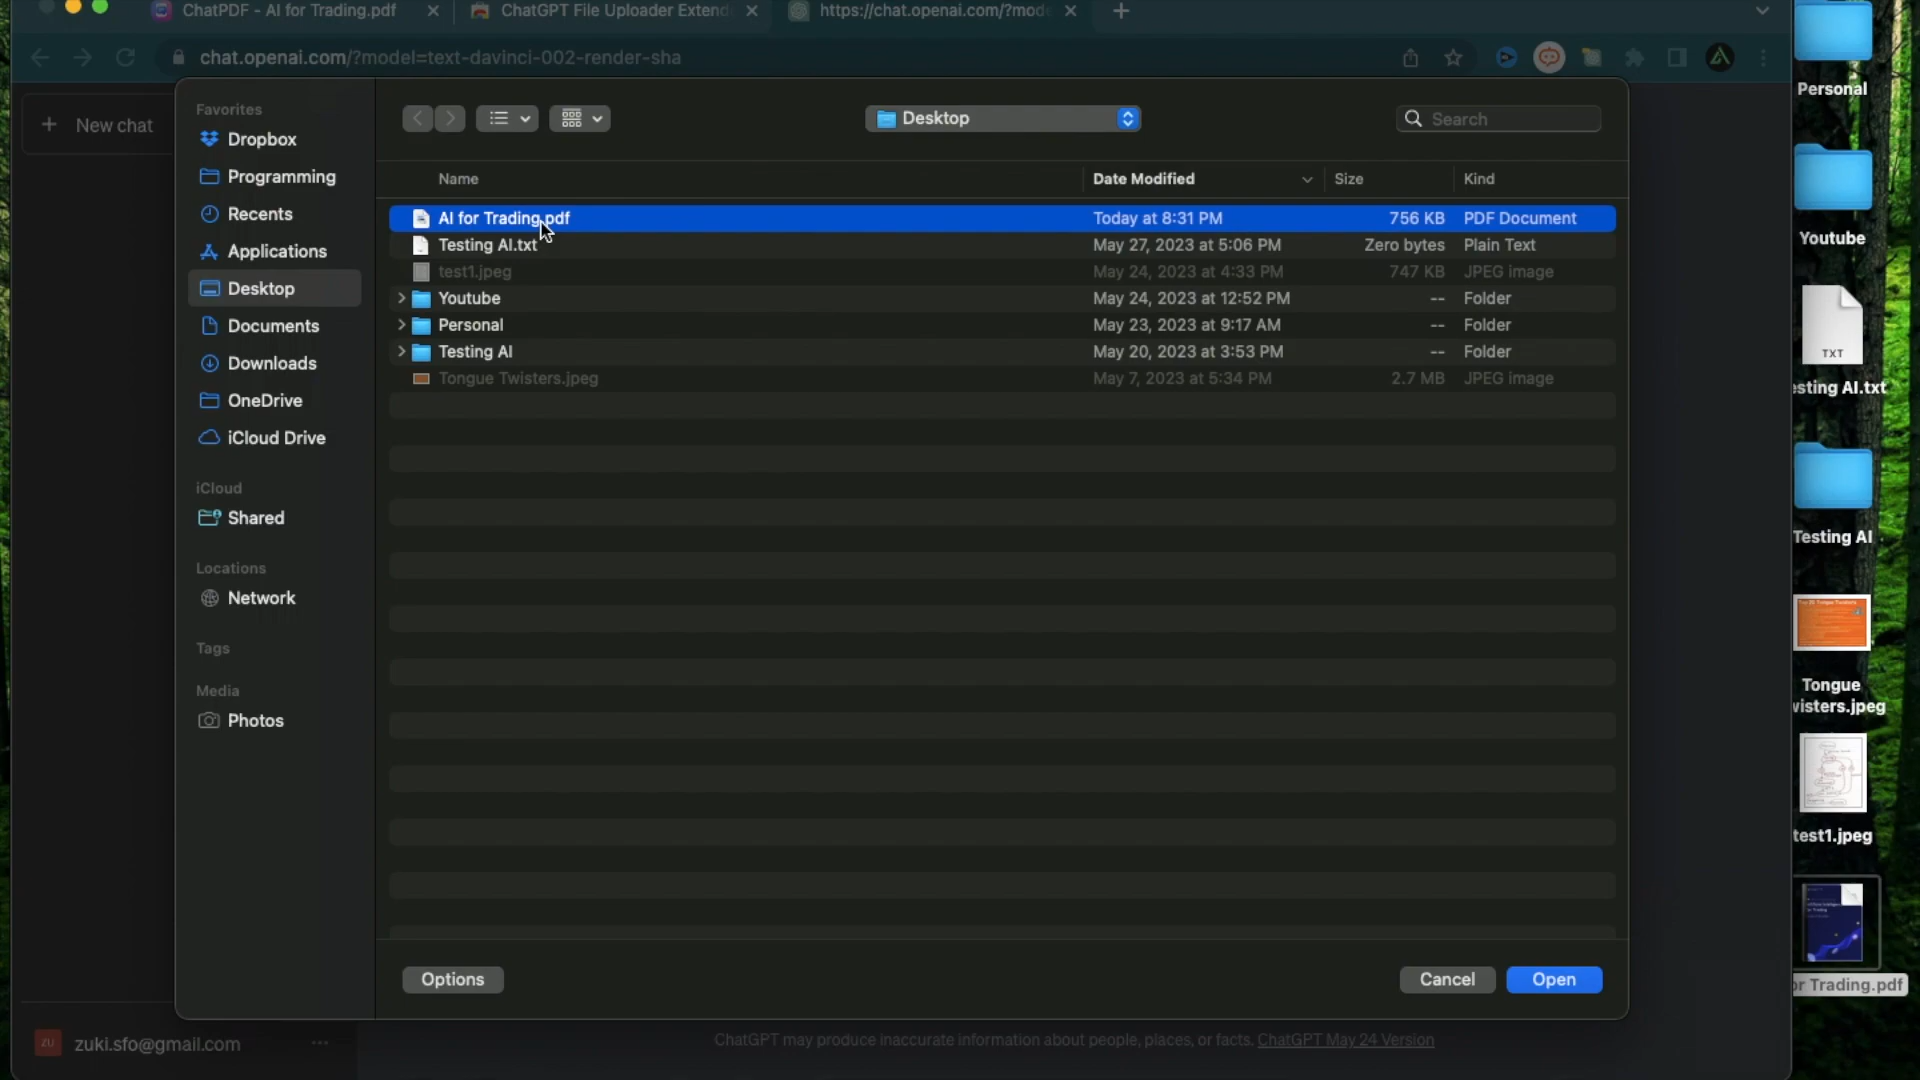 ChatPDF - AI for Trading.pdf
ChatGPT File Uploader Extend
https://chat.openai.com/?mode
chat.openai.com/?model=text-davinci-002-render-sha
New chat
Favorites
Dropbox
Programming
Recents
Applications
Desktop
Documents
Downloads
OneDrive
iCloud Drive
iCloud
Shared
Locations
Network
Tags
Media
Photos
Desktop
Search
Name Date Modified Size Kind
AI for Trading.pdf Today at 8:31 PM 756 KB PDF Document
Testing AI.txt May 27, 2023 at 5:06 PM Zero bytes Plain Text
test1.jpeg May 24, 2023 at 4:33 PM 747 KB JPEG image
Youtube May 24, 2023 at 12:52 PM -- Folder
Personal May 23, 2023 at 9:17 AM -- Folder
Testing AI May 20, 2023 at 3:53 PM -- Folder
Tongue Twisters.jpeg May 7, 2023 at 5:34 PM 2.7 MB JPEG image
Options
Cancel
Open
ZU zuki.sfo@gmail.com
ChatGPT may produce inaccurate information about people, places, or facts. ChatGPT May 24 Version
Personal
Youtube
TXT
esting AI.txt
Testing AI
Tongue
wisters.jpeg
test1.jpeg
or Trading.pdf